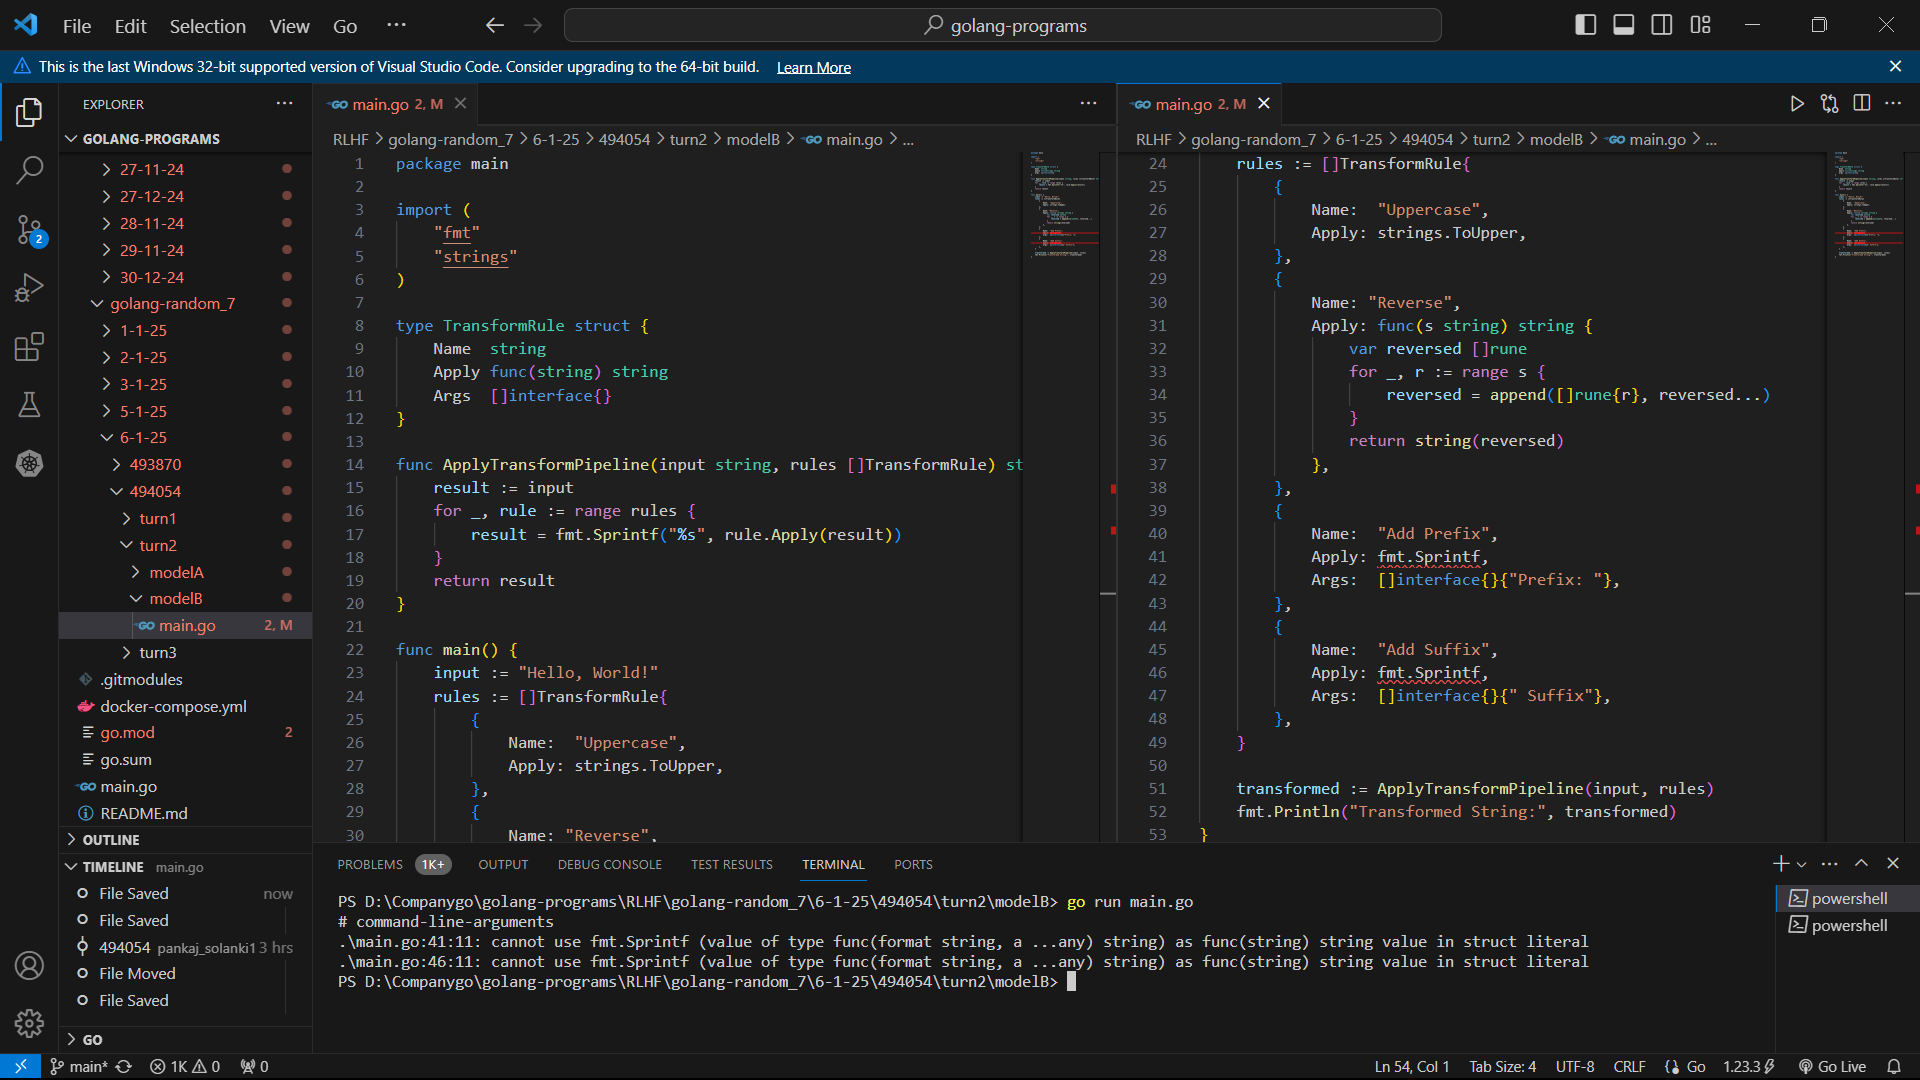 File Edit Selection View Go ···
golang-programs
This is the last Windows 32-bit supported version of Visual Studio Code. Consider upgrading to the 64-bit build. Learn More
EXPLORER
GOLANG-PROGRAMS
27-11-24
27-12-24
28-11-24
29-11-24
30-12-24
golang-random_7
1-1-25
2-1-25
3-1-25
5-1-25
6-1-25
493870
494054
turn1
turn2
modelA
modelB
main.go 2, M
turn3
.gitmodules
docker-compose.yml
go.mod 2
go.sum
main.go
README.md
OUTLINE
TIMELINE main.go
File Saved now
File Saved
494054 pankaj_solanki1 3 hrs
File Moved
File Saved
GO
main.go 2, M
RLHF > golang-random_7 > 6-1-25 > 494054 > turn2 > modelB > main.go > ...
1 package main
2
3 import (
4 "fmt"
5 "strings"
6 )
7
8 type TransformRule struct {
9 Name string
10 Apply func(string) string
11 Args []interface{}
12 }
13
14 func ApplyTransformPipeline(input string, rules []TransformRule) st
15 result := input
16 for _, rule := range rules {
17 result = fmt.Sprintf("%s", rule.Apply(result))
18 }
19 return result
20 }
21
22 func main() {
23 input := "Hello, World!"
24 rules := []TransformRule{
25 {
26 Name: "Uppercase",
27 Apply: strings.ToUpper,
28 },
29 {
30 Name: "Reverse",
main.go 2, M
RLHF > golang-random_7 > 6-1-25 > 494054 > turn2 > modelB > main.go > ...
24 rules := []TransformRule{
25 {
26 Name: "Uppercase",
27 Apply: strings.ToUpper,
28 },
29 {
30 Name: "Reverse",
31 Apply: func(s string) string {
32 var reversed []rune
33 for _, r := range s {
34 reversed = append([]rune{r}, reversed...)
35 }
36 return string(reversed)
37 },
38 },
39 {
40 Name: "Add Prefix",
41 Apply: fmt.Sprintf,
42 Args: []interface{}{"Prefix: "},
43 },
44 {
45 Name: "Add Suffix",
46 Apply: fmt.Sprintf,
47 Args: []interface{}{" Suffix"},
48 },
49 }
50
51 transformed := ApplyTransformPipeline(input, rules)
52 fmt.Println("Transformed String:", transformed)
53 }
PROBLEMS 1K+ OUTPUT DEBUG CONSOLE TEST RESULTS TERMINAL PORTS
PS D:\Companygo\golang-programs\RLHF\golang-random_7\6-1-25\494054\turn2\modelB> go run main.go
# command-line-arguments
.\main.go:41:11: cannot use fmt.Sprintf (value of type func(format string, a ...any) string) as func(string) string value in struct literal
.\main.go:46:11: cannot use fmt.Sprintf (value of type func(format string, a ...any) string) as func(string) string value in struct literal
PS D:\Companygo\golang-programs\RLHF\golang-random_7\6-1-25\494054\turn2\modelB>
powershell
powershell
main* 1K 0 0 Ln 54, Col 1 Tab Size: 4 UTF-8 CRLF Go 1.23.3 Go Live